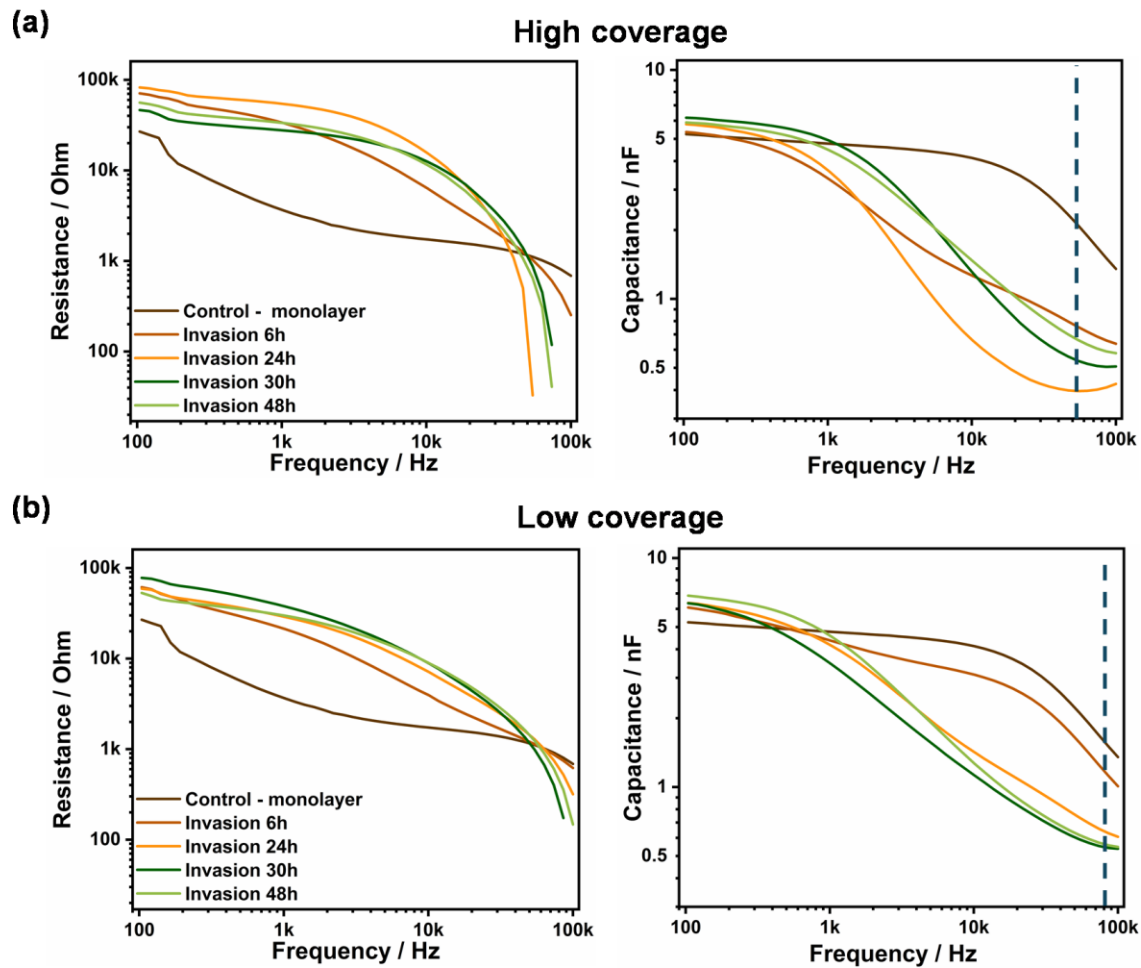 (a)
High coverage
Resistance / Ohm
100k
10k
1k
100
Control - monolayer
Invasion 6h
Invasion 24h
Invasion 30h
Invasion 48h
100 1k 10k 100k
Frequency / Hz
Capacitance / nF
10
5
1
0.5
100 1k 10k 100k
Frequency / Hz
(b)
Low coverage
Resistance / Ohm
100k
10k
1k
100
Control - monolayer
Invasion 6h
Invasion 24h
Invasion 30h
Invasion 48h
100 1k 10k 100k
Frequency / Hz
Capacitance / nF
10
5
1
0.5
100 1k 10k 100k
Frequency / Hz